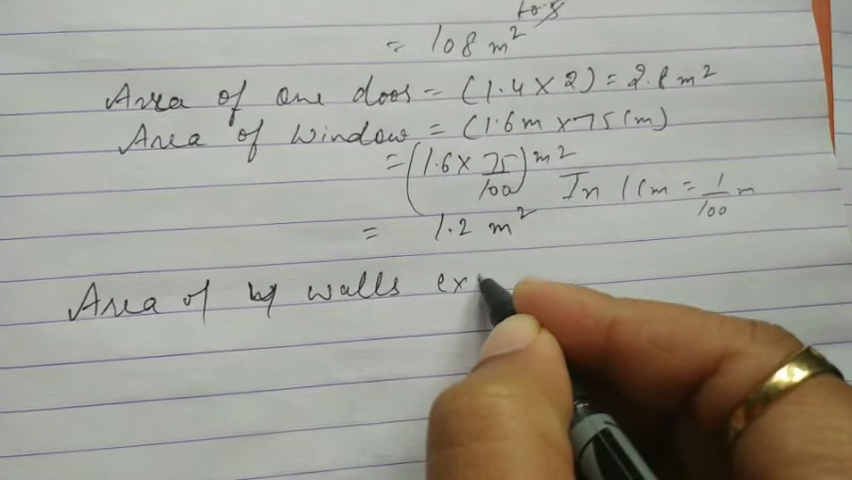 = 108 m²
Area of one door = (1.4 × 2) = 2.8 m²
Area of Window = (1.6m × 75 cm)
= (1.6 × 75/100) m² In 1 cm = 1/100 m
= 1.2 m²
Area of walls ex